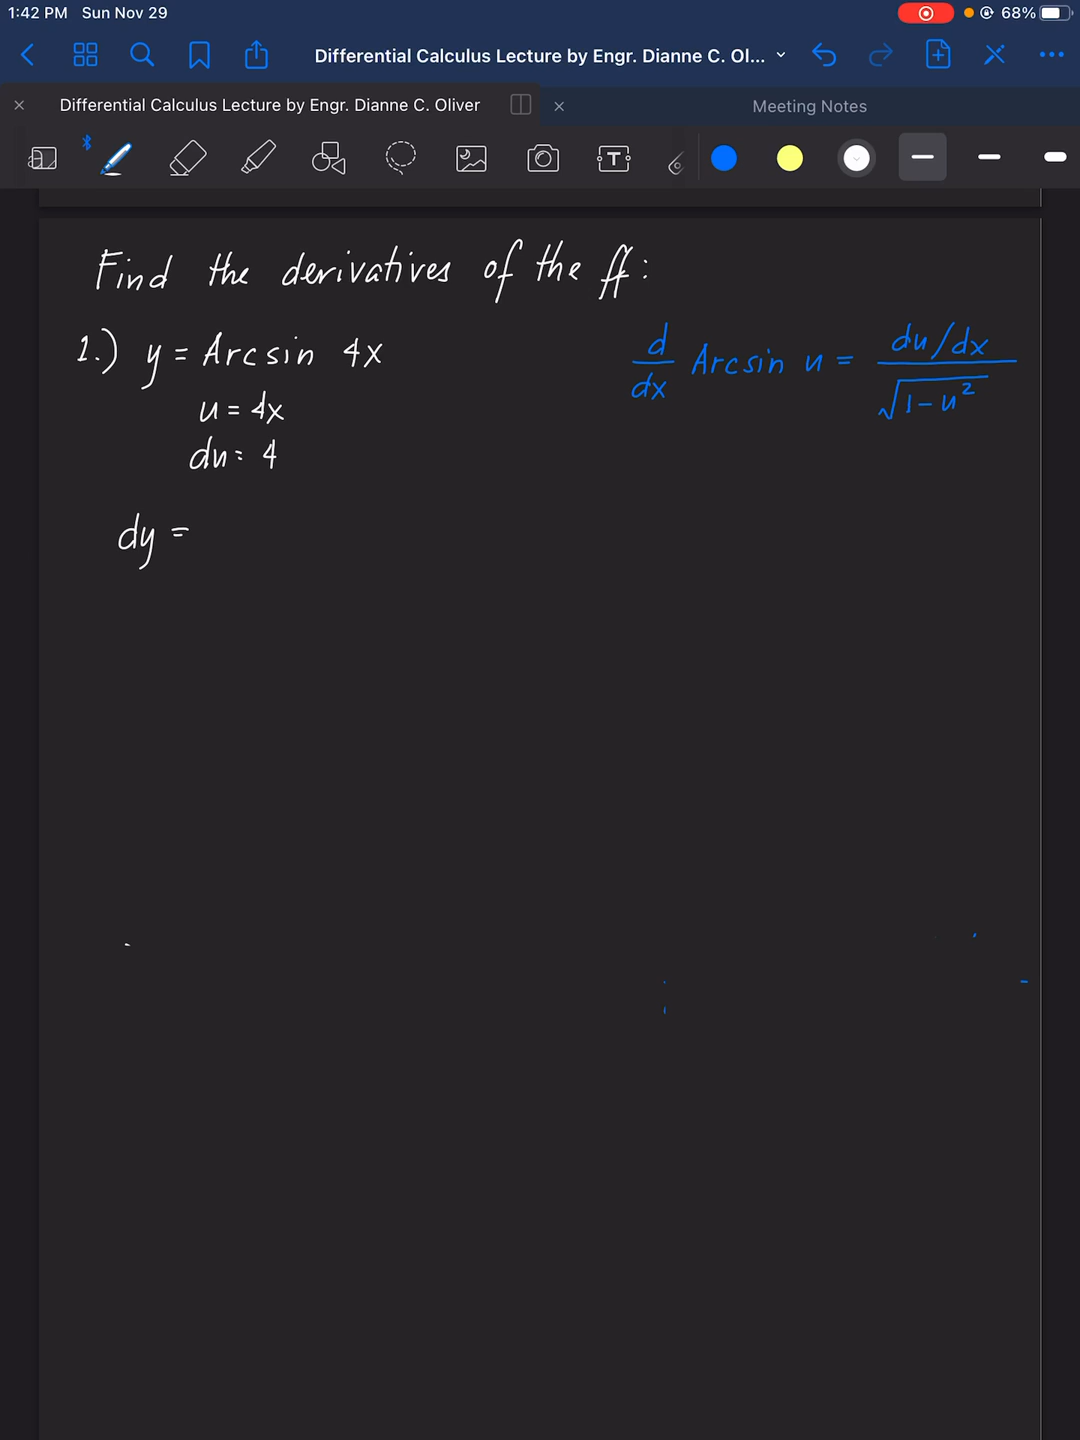 1:42 PM Sun Nov 29 68%
Differential Calculus Lecture by Engr. Dianne C. Ol...
Differential Calculus Lecture by Engr. Dianne C. Oliver Meeting Notes
Find the derivatives of the ff:
1.) y = Arcsin 4x
d/dx Arcsin u = du/dx / √1-u²
u = 4x
du = 4
dy =